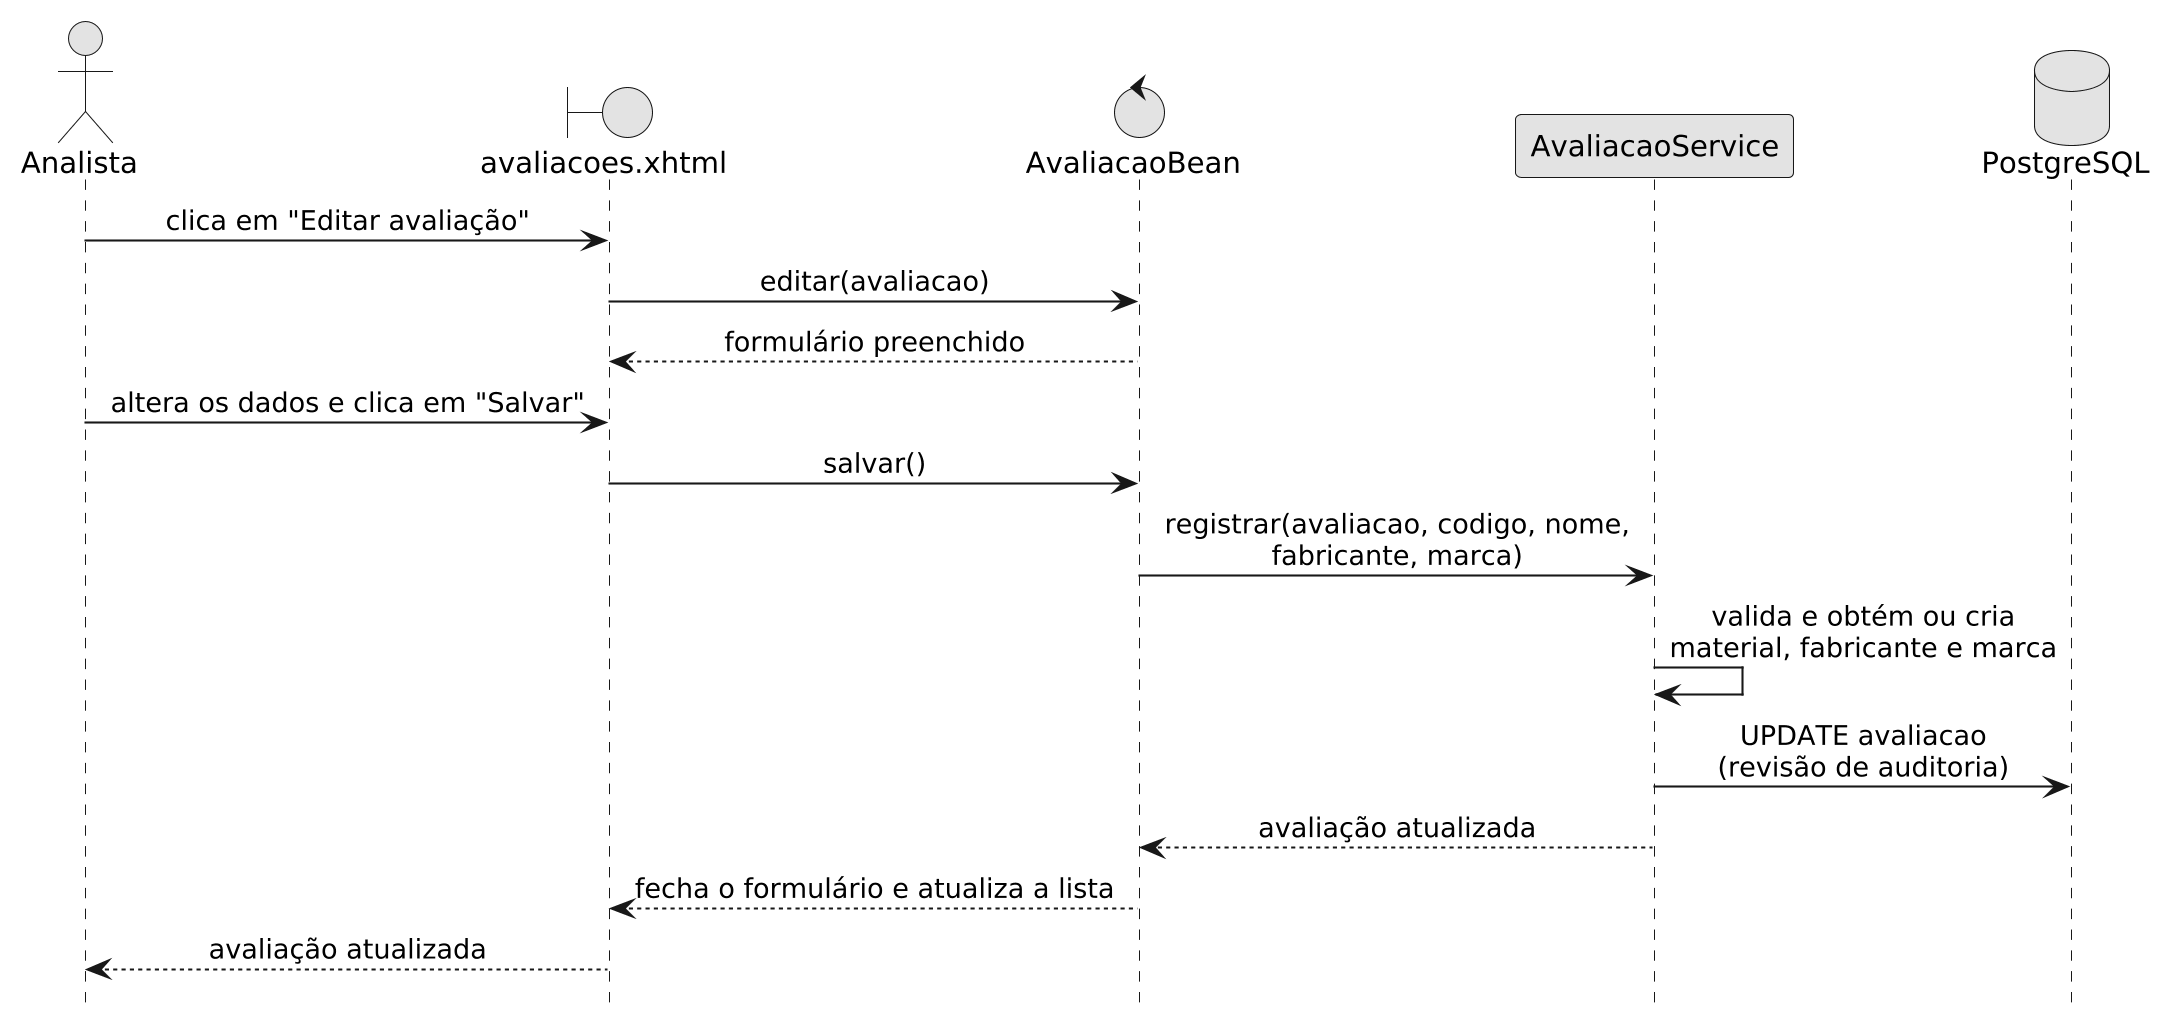 Analista
avaliacoes.xhtml
AvaliacaoBean
AvaliacaoService
PostgreSQL
clica em "Editar avaliação"
editar(avaliacao)
formulário preenchido
altera os dados e clica em "Salvar"
salvar()
registrar(avaliacao, codigo, nome,
fabricante, marca)
valida e obtém ou cria
material, fabricante e marca
UPDATE avaliacao
(revisão de auditoria)
avaliação atualizada
fecha o formulário e atualiza a lista
avaliação atualizada